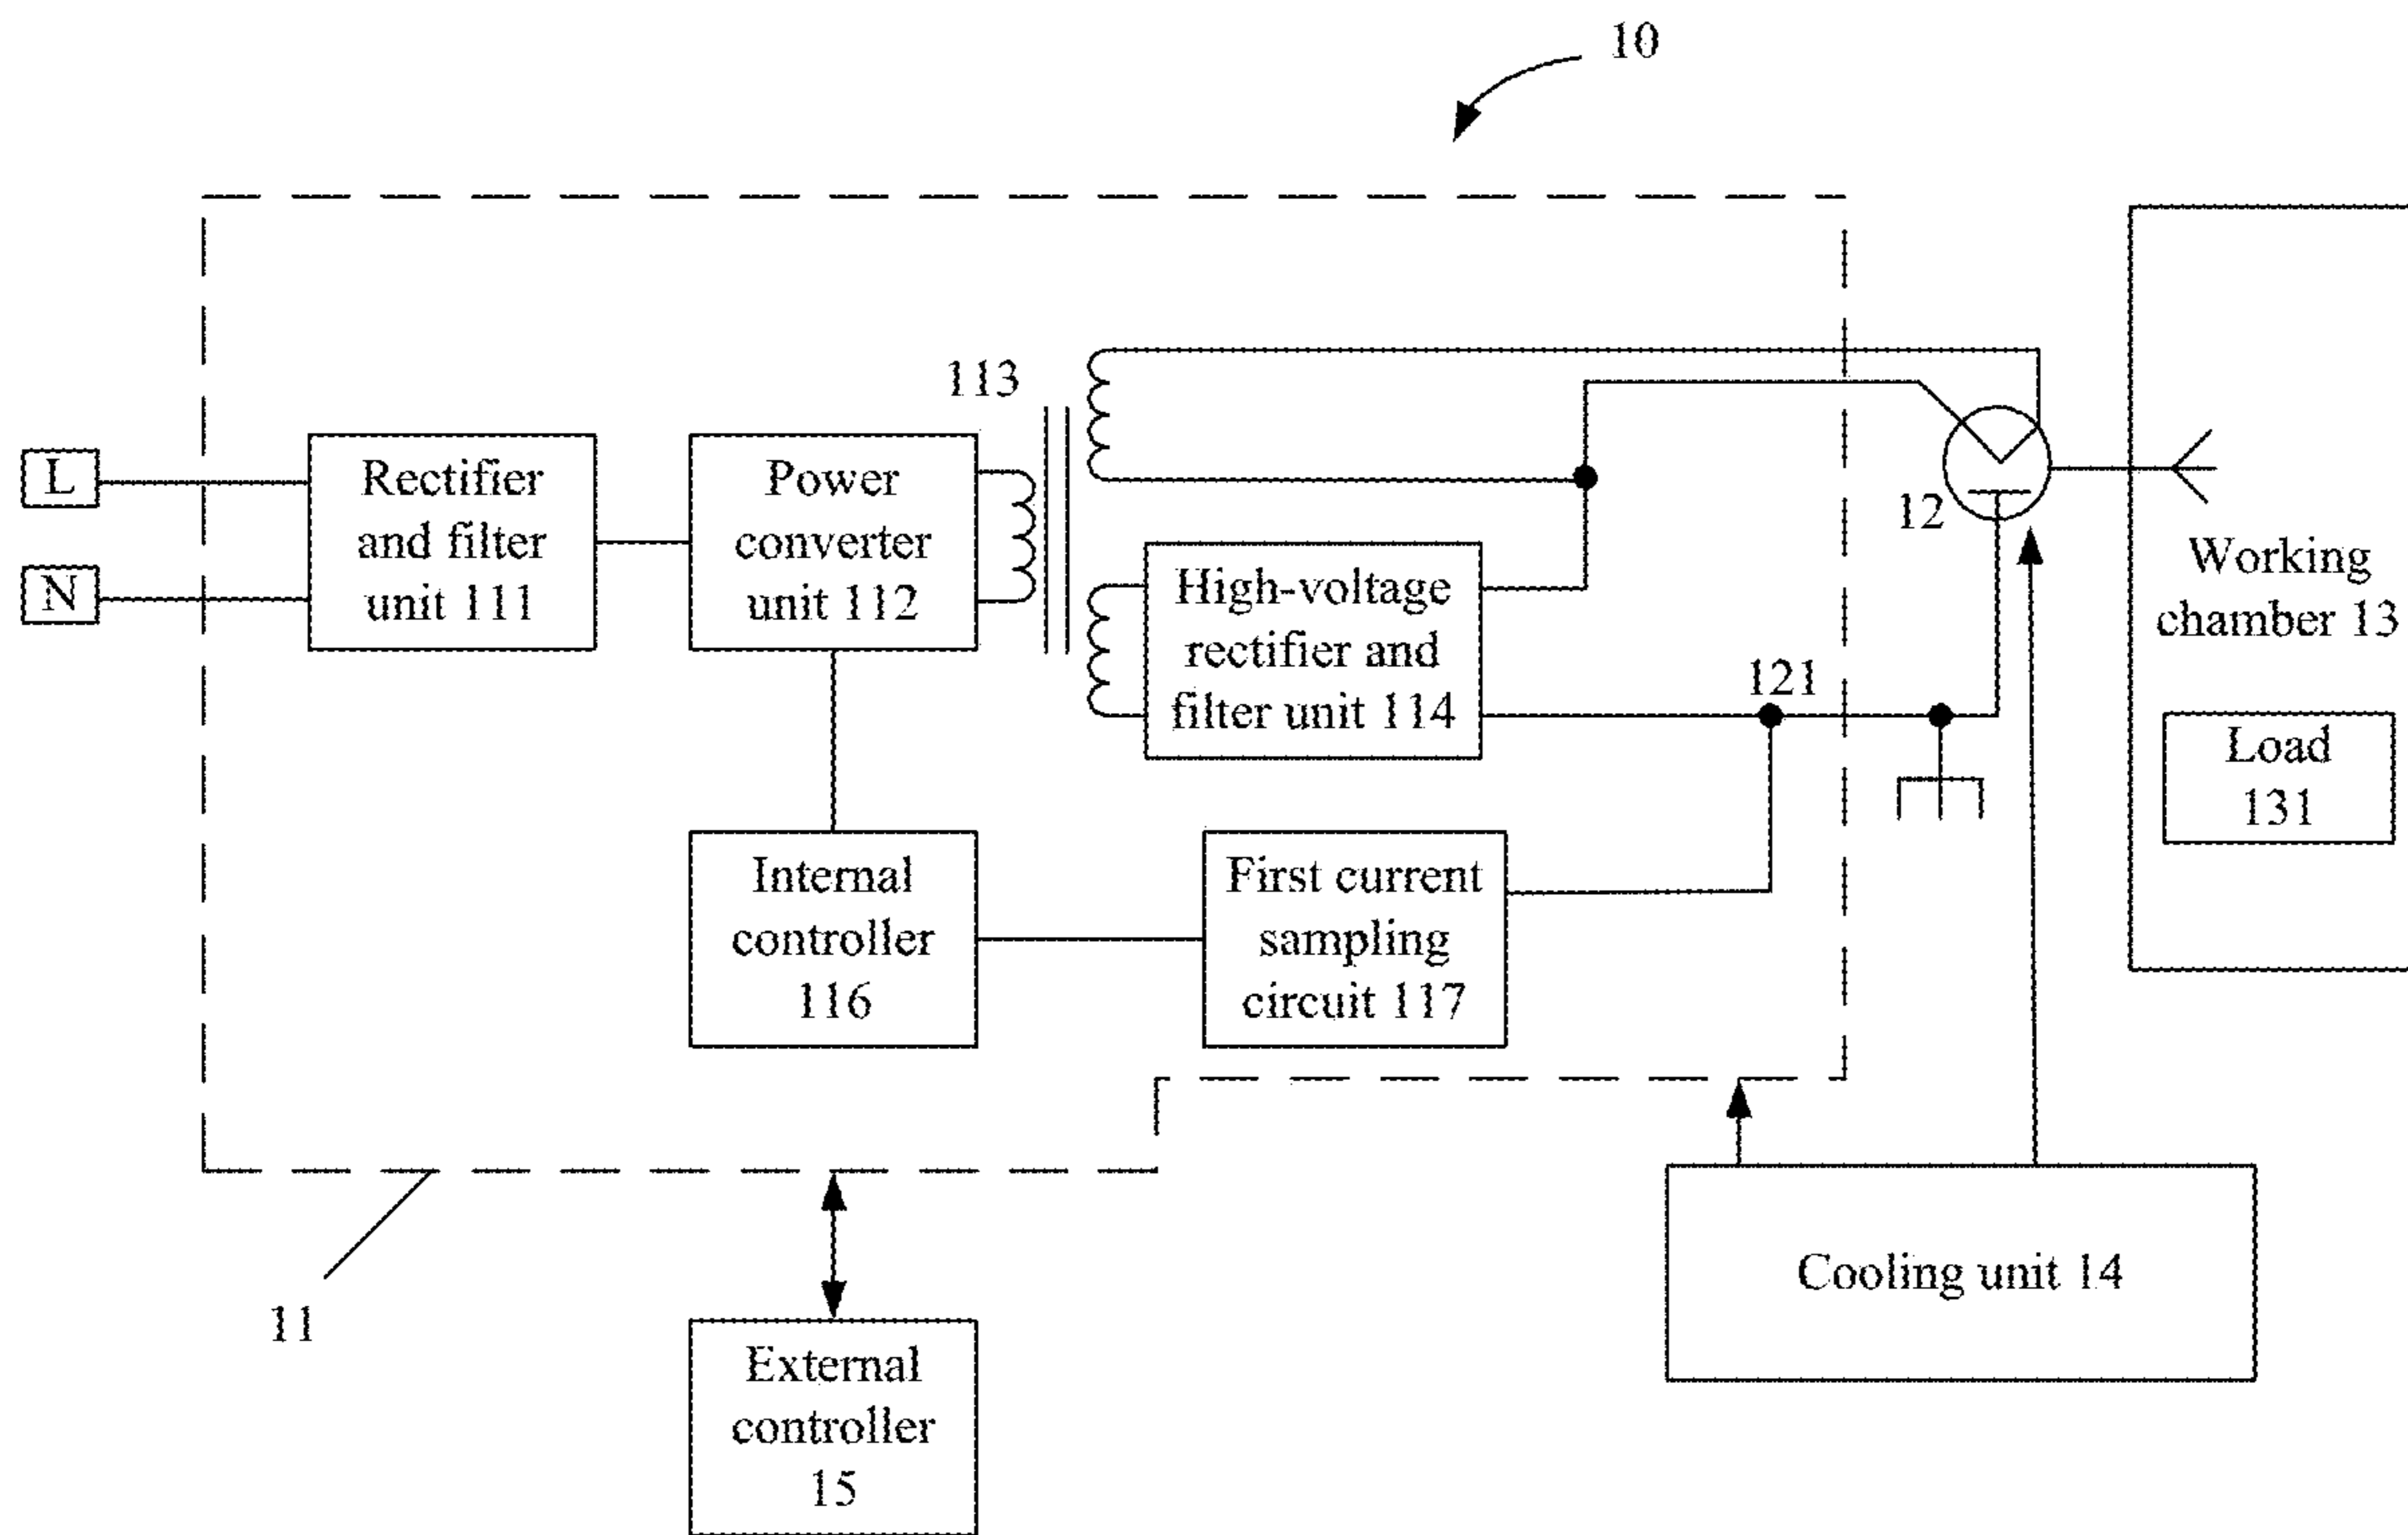 10
113
L
Rectifier
and filter
unit 111
Power
converter
unit 112
N
12
High-voltage
rectifier and
filter unit 114
Working
chamber 13
121
Load
131
Internal
controller
116
First current
sampling
circuit 117
Cooling unit 14
11
External
controller
15